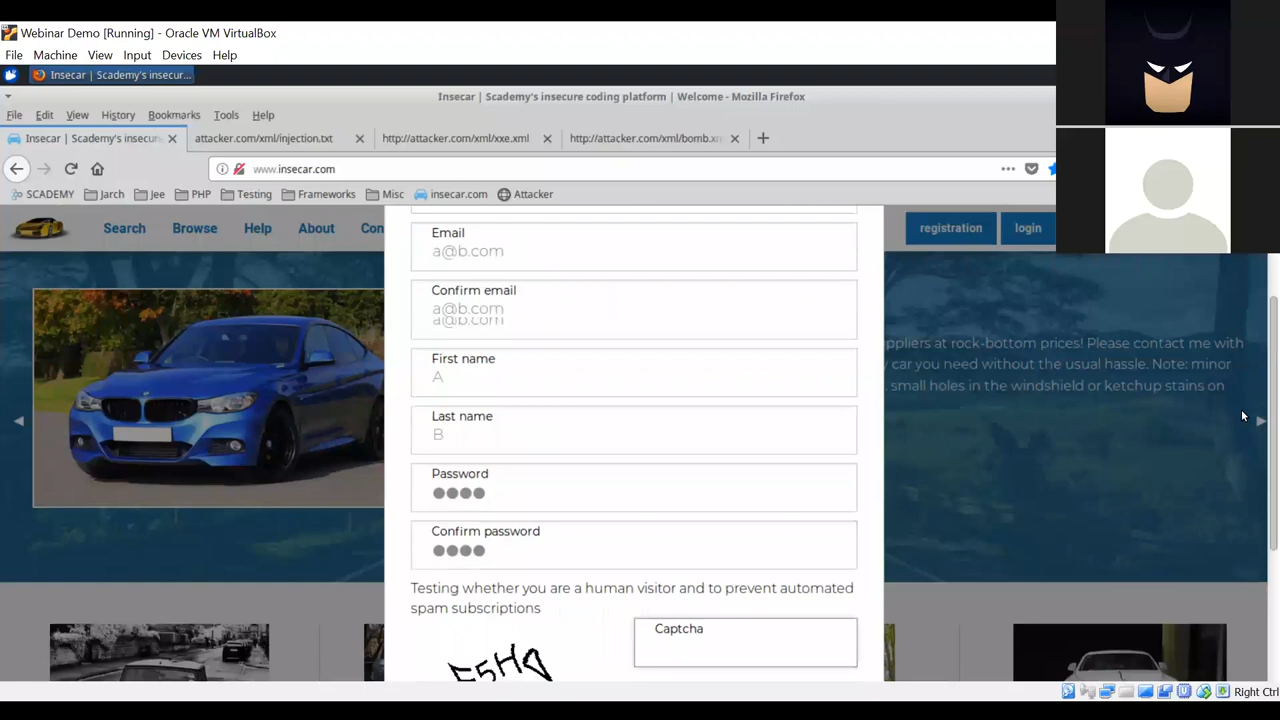 Webinar Demo [Running] - Oracle VM VirtualBox
File Machine View Input Devices Help
Insecar | Scademy's insecur...
Insecar | Scademy's insecure coding platform | Welcome - Mozilla Firefox
File Edit View History Bookmarks Tools Help
Insecar | Scademy's insecur attacker.com/xml/injection.txt http://attacker.com/xml/xxe.xml http://attacker.com/xml/bomb.xm
www.insecar.com
SCADEMY Jarch Jee PHP Testing Frameworks Misc insecar.com Attacker
Search Browse Help About Con registration login
Email
a@b.com
Confirm email
a@b.com
a@b.com
First name
A
Last name
B
Password
Confirm password
ppliers at rock-bottom prices! Please contact me with
car you need without the usual hassle. Note: minor
small holes in the windshield or ketchup stains on
Testing whether you are a human visitor and to prevent automated
spam subscriptions
Captcha
Right Ctrl